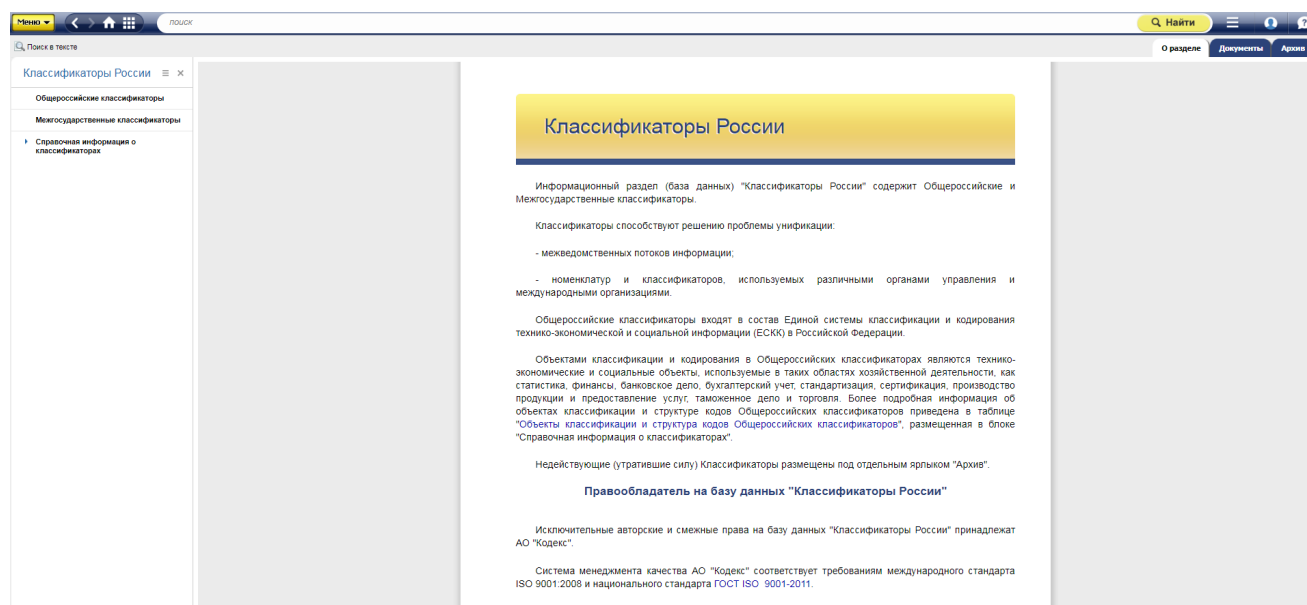 Меню
поиск
Найти
?
Поиск в тексте
О разделе
Документы
Архив
Классификаторы России
Общероссийские классификаторы
Межгосударственные классификаторы
Справочная информация о
классификаторах
Классификаторы России
Информационный раздел (база данных) "Классификаторы России" содержит Общероссийские и
Межгосударственные классификаторы.
Классификаторы способствуют решению проблемы унификации:
- межведомственных потоков информации;
- номенклатур и классификаторов, используемых различными органами управления и
международными организациями.
Общероссийские классификаторы входят в состав Единой системы классификации и кодирования
технико-экономической и социальной информации (ЕСКК) в Российской Федерации.
Объектами классификации и кодирования в Общероссийских классификаторах являются технико-
экономические и социальные объекты, используемые в таких областях хозяйственной деятельности, как
статистика, финансы, банковское дело, бухгалтерский учет, стандартизация, сертификация, производство
продукции и предоставление услуг, таможенное дело и торговля. Более подробная информация об
объектах классификации и структуре кодов Общероссийских классификаторов приведена в таблице
"Объекты классификации и структура кодов Общероссийских классификаторов", размещенная в блоке
"Справочная информация о классификаторах".
Недействующие (утратившие силу) Классификаторы размещены под отдельным ярлыком "Архив".
Правообладатель на базу данных "Классификаторы России"
Исключительные авторские и смежные права на базу данных "Классификаторы России" принадлежат
АО "Кодекс".
Система менеджмента качества АО "Кодекс" соответствует требованиям международного стандарта
ISO 9001:2008 и национального стандарта ГОСТ ISO 9001-2011.